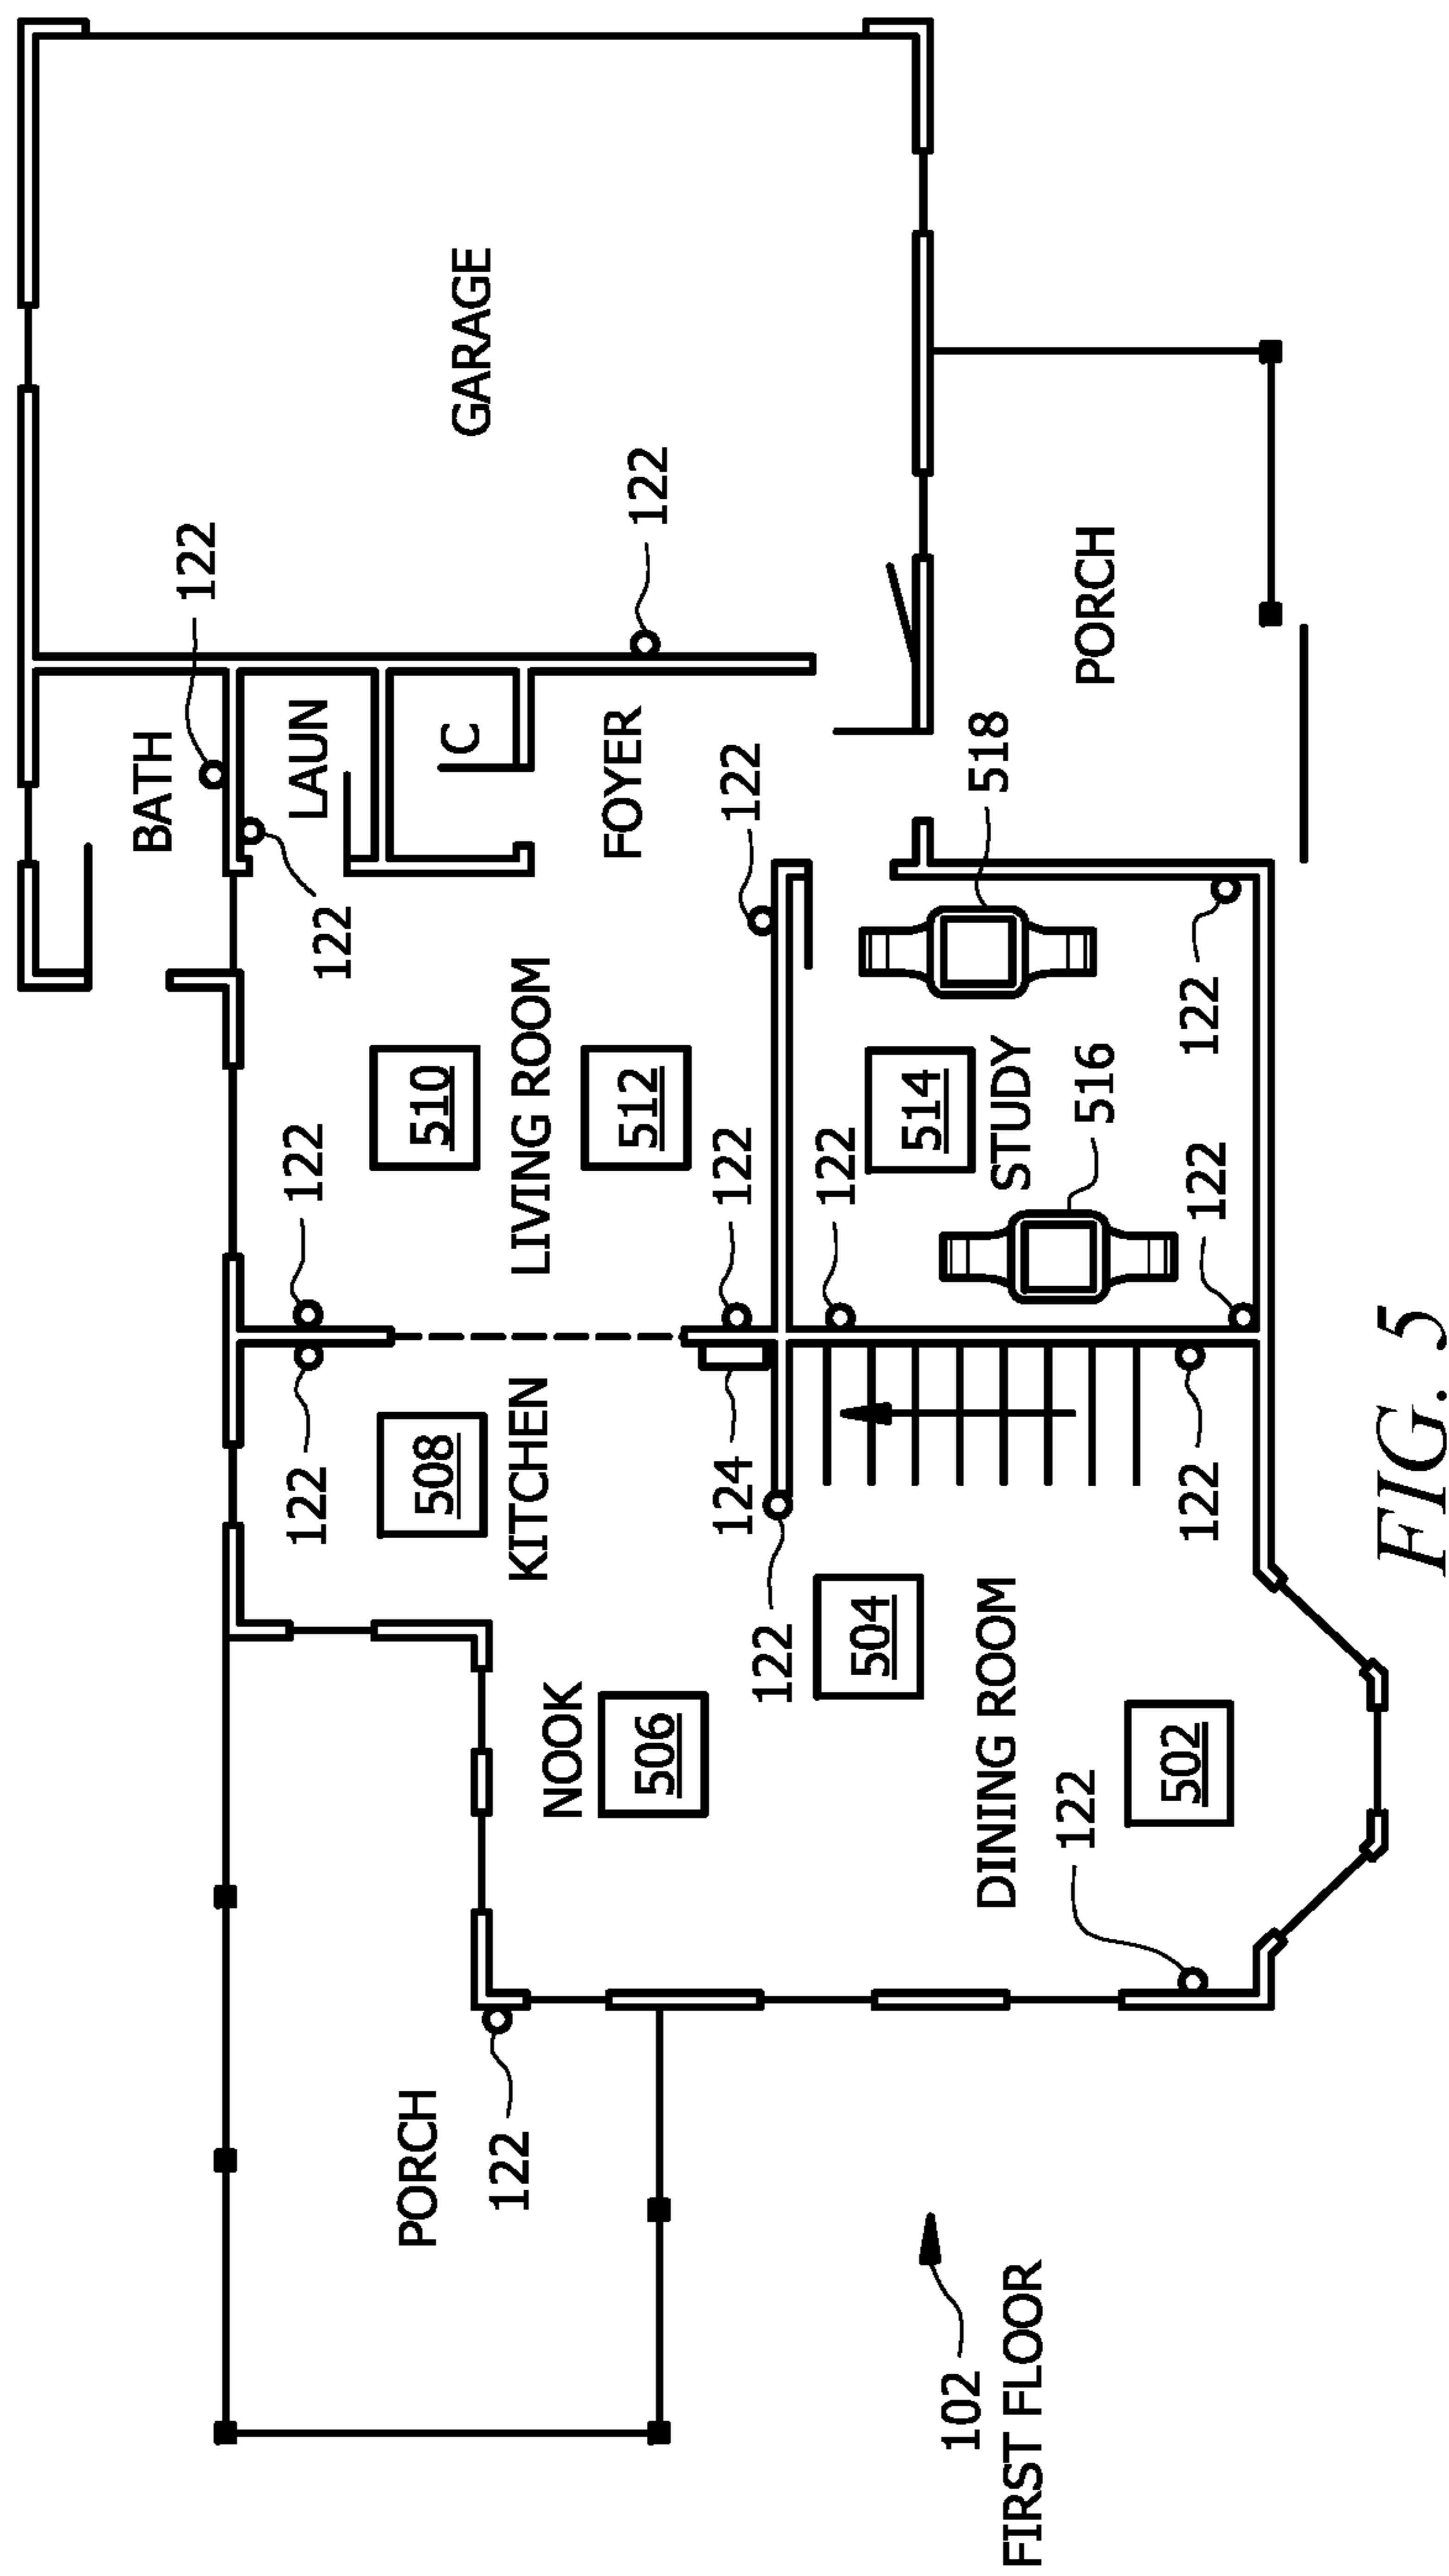 BATH
122
122
122
LAUN
122
PORCH
508
510
C
GARAGE
122
KITCHEN
LIVING ROOM
NOOK
512
FOYER
122
506
124
122
122
122
122
504
514
102
FIRST FLOOR
DINING ROOM
STUDY
518
122
516
PORCH
502
122
122
122
FIG. 5